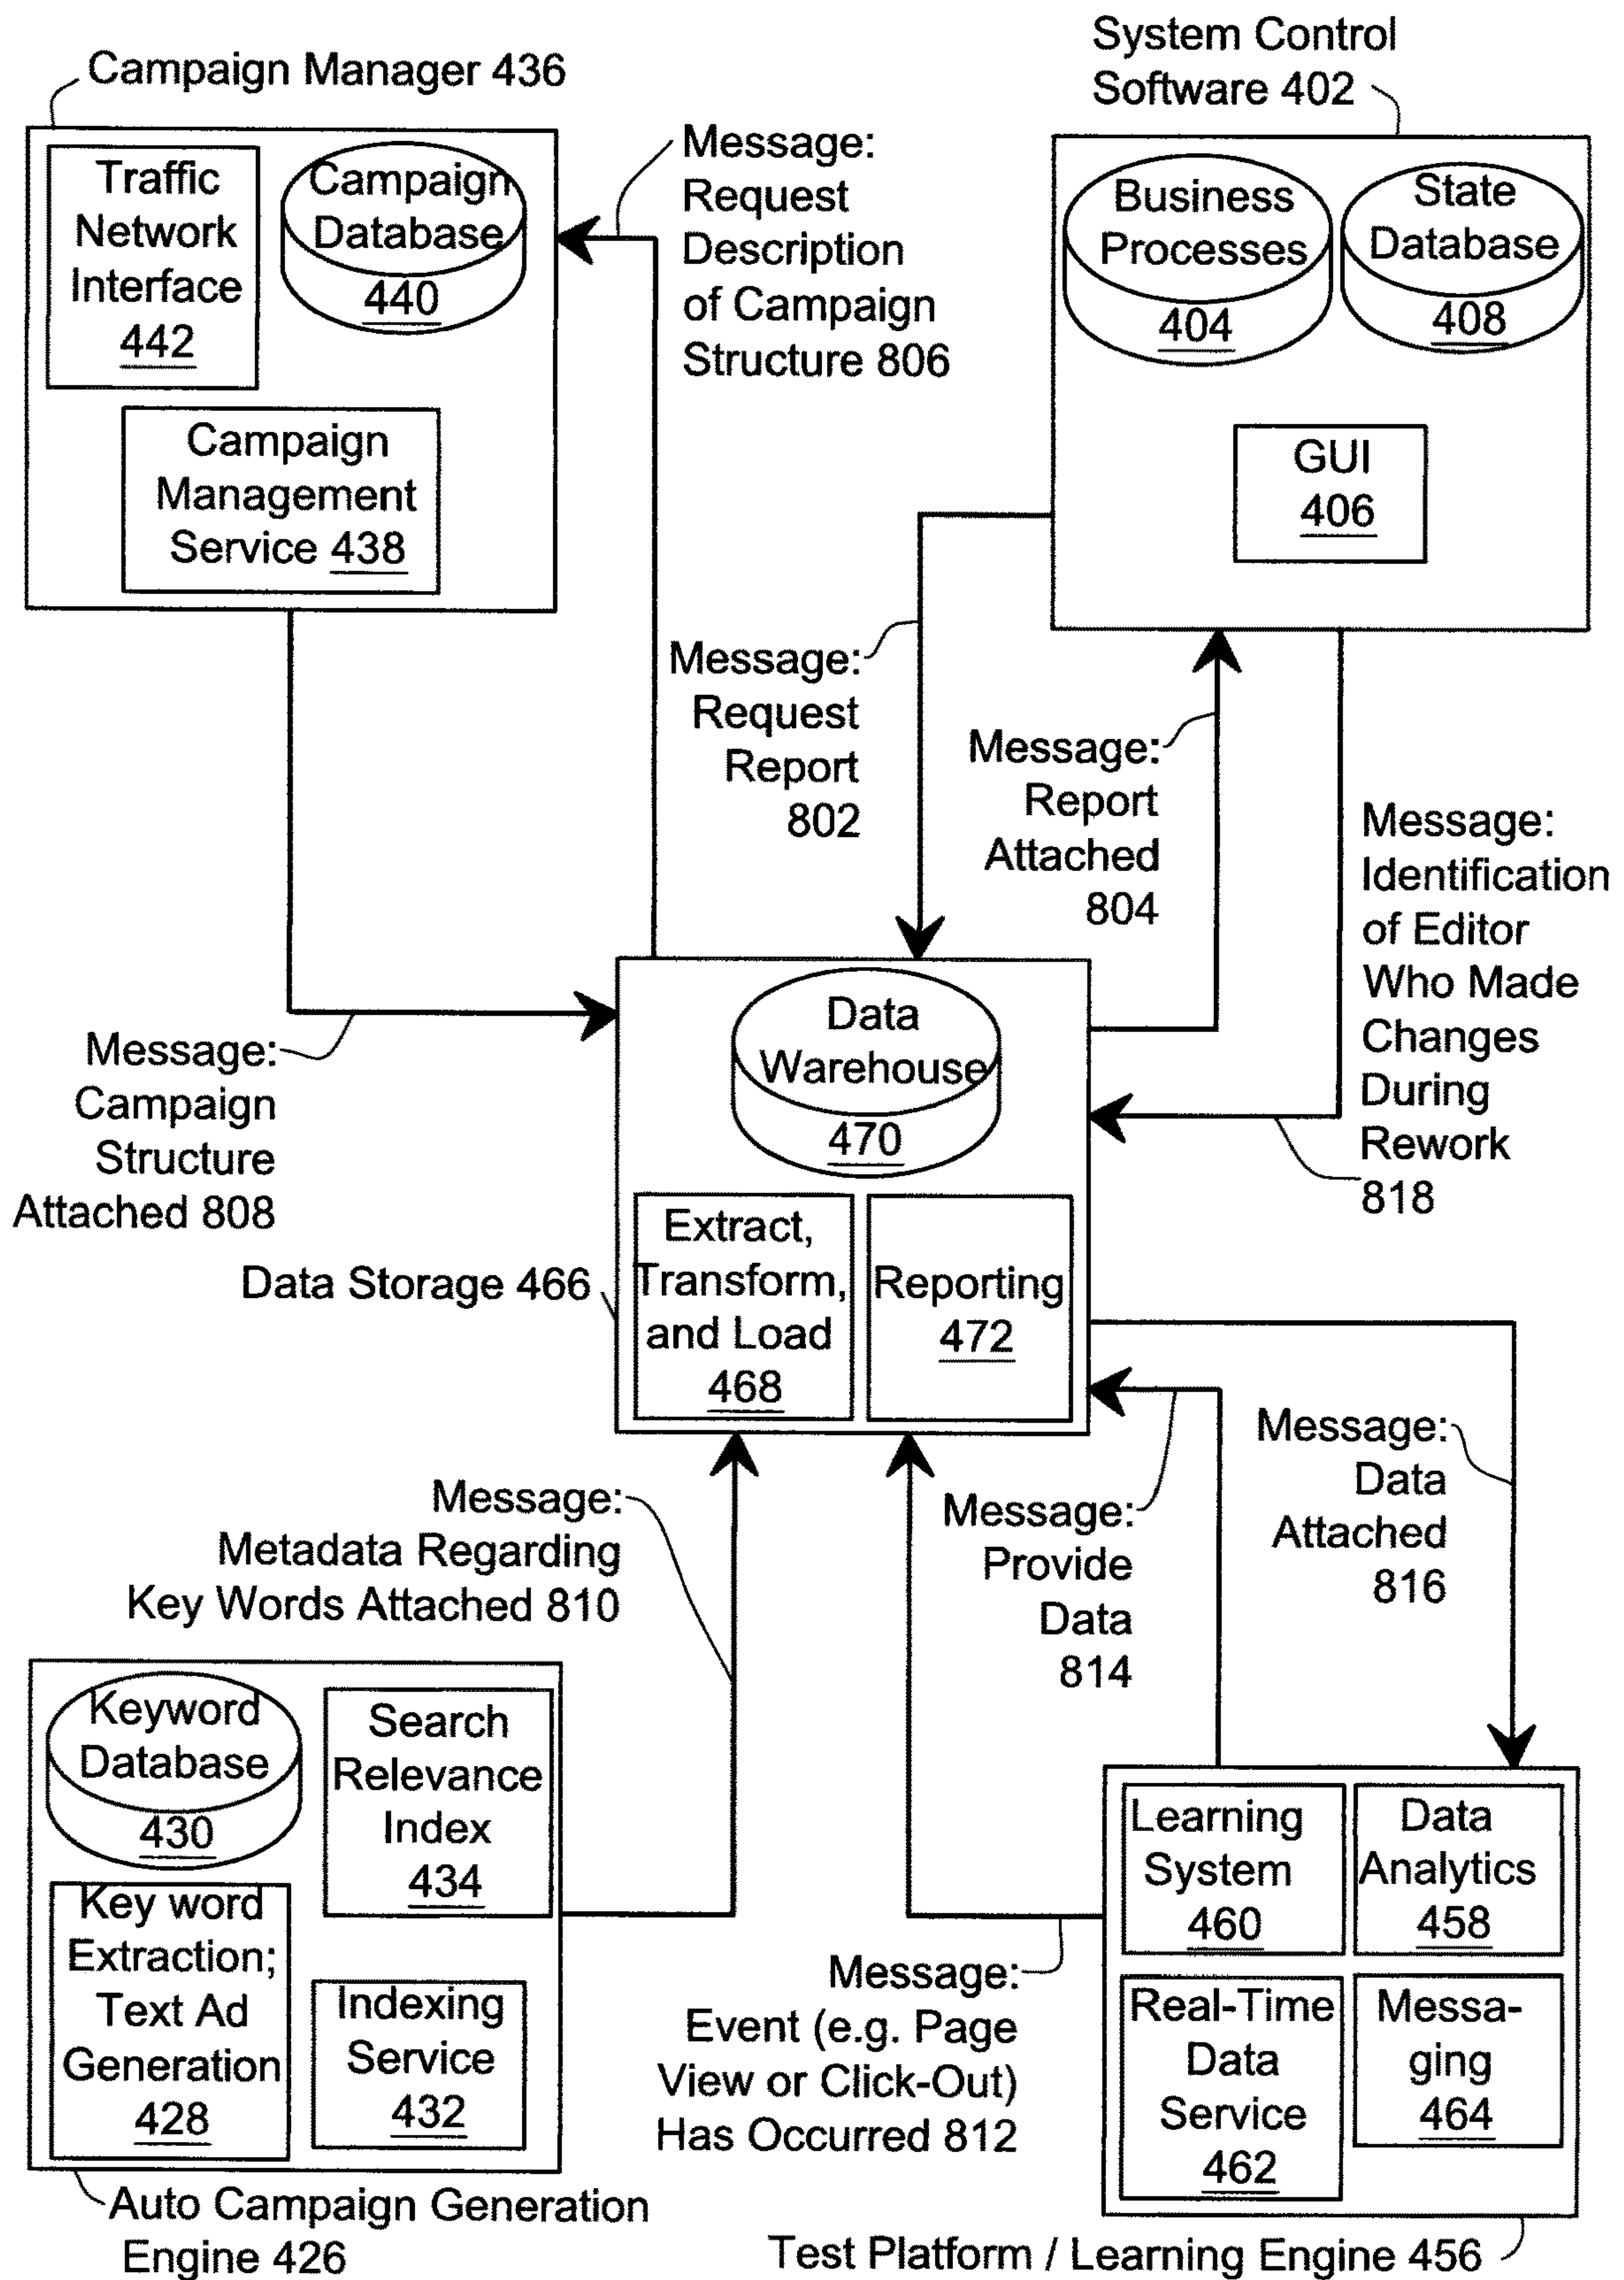 Campaign Manager 436
System Control
Software 402
Traffic
Network
Interface
442
Campaign
Database
440
Campaign
Management
Service 438
Message:
Request
Description
of Campaign
Structure 806
Business
Processes
404
State
Database
408
GUI
406
Message:
Request
Report
802
Message:
Report
Attached
804
Message:
Identification
of Editor
Who Made
Changes
During
Rework
818
Message:
Campaign
Structure
Attached 808
Data
Warehouse
470
Data Storage 466
Extract,
Transform,
and Load
468
Reporting
472
Message:
Metadata Regarding
Key Words Attached 810
Message:
Provide
Data
814
Message:
Data
Attached
816
Keyword
Database
430
Search
Relevance
Index
434
Key word
Extraction;
Text Ad
Generation
428
Indexing
Service
432
Auto Campaign Generation
Engine 426
Message:
Event (e.g. Page
View or Click-Out)
Has Occurred 812
Learning
System
460
Data
Analytics
458
Real-Time
Data
Service
462
Messa-
ging
464
Test Platform / Learning Engine 456